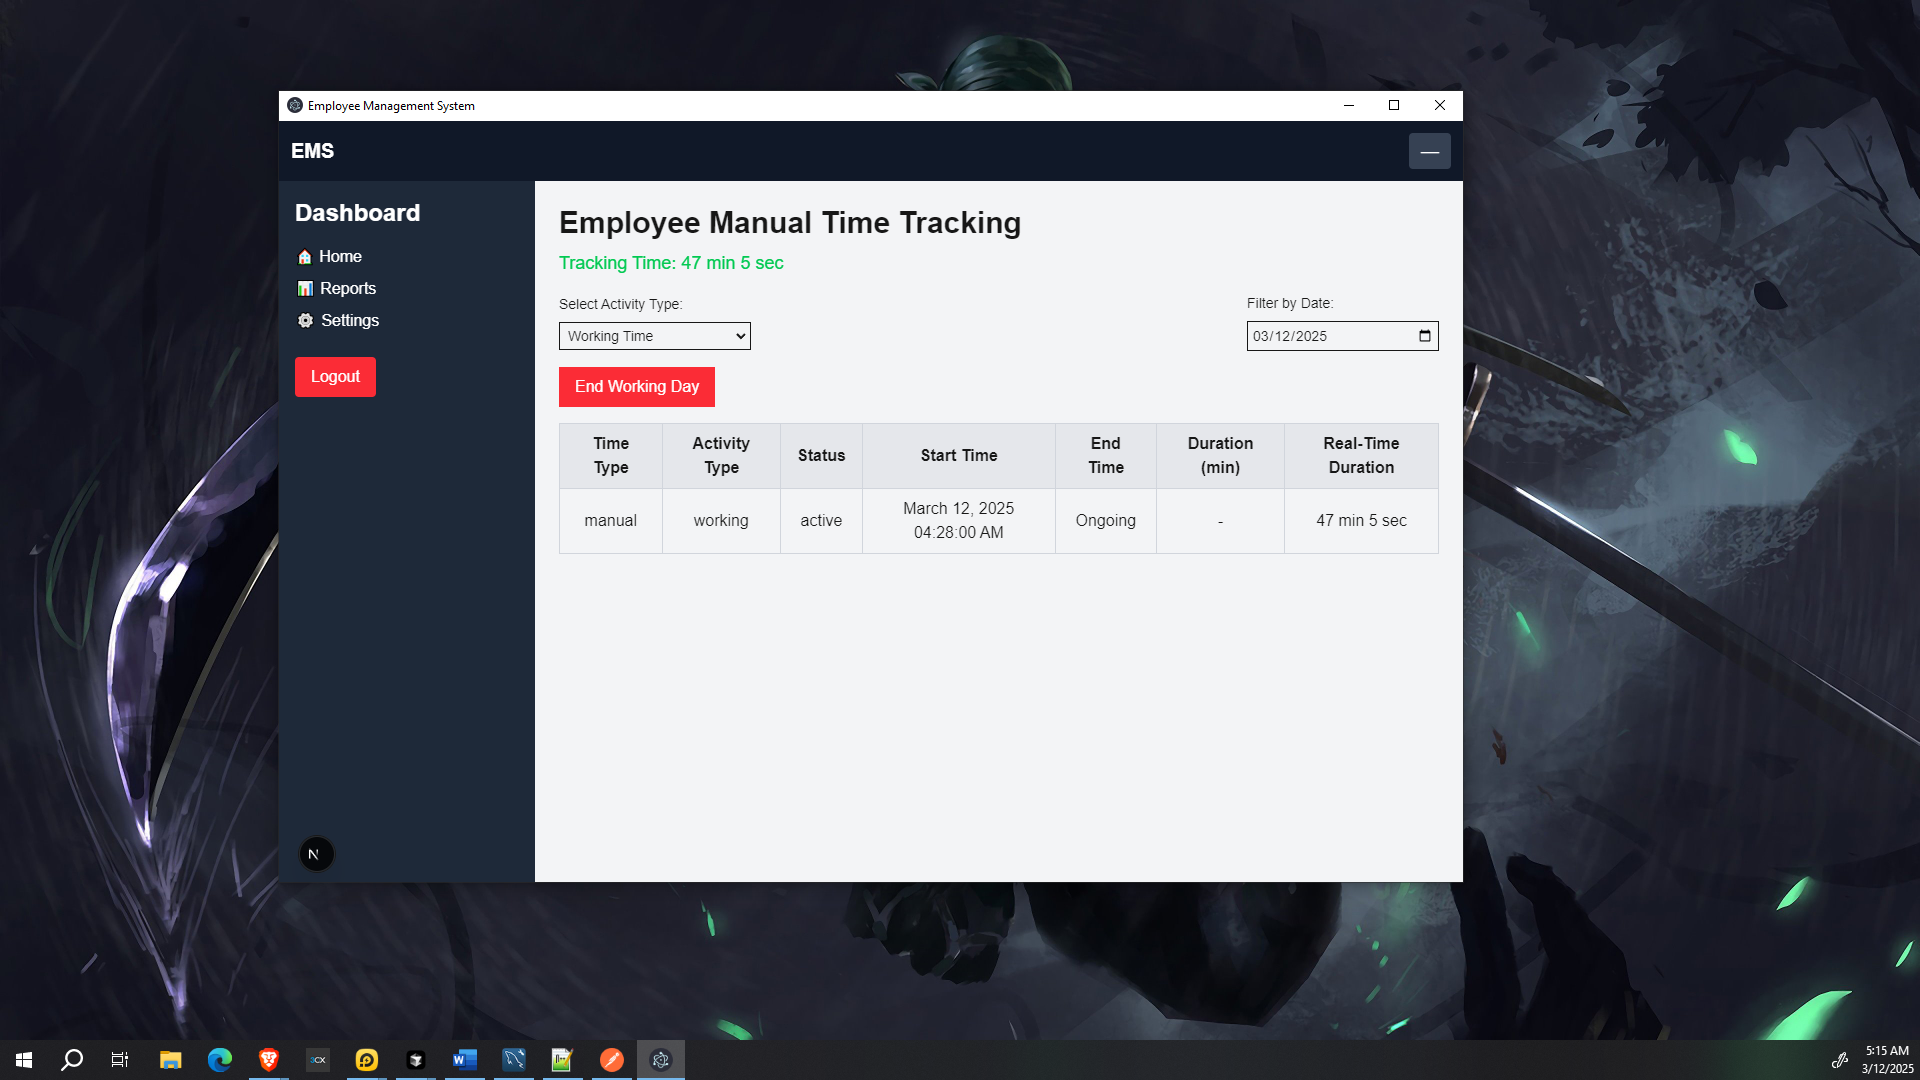 Employee Management System
EMS
Dashboard
Home
Reports
Settings
Logout
Employee Manual Time Tracking
Tracking Time: 47 min 5 sec
Select Activity Type:
Filter by Date:
Working Time
03/12/2025
End Working Day
Time Type
Activity Type
Status
Start Time
End Time
Duration (min)
Real-Time Duration
manual
working
active
March 12, 2025
04:28:00 AM
Ongoing
-
47 min 5 sec
N
3CX
W
5:15 AM
3/12/2025